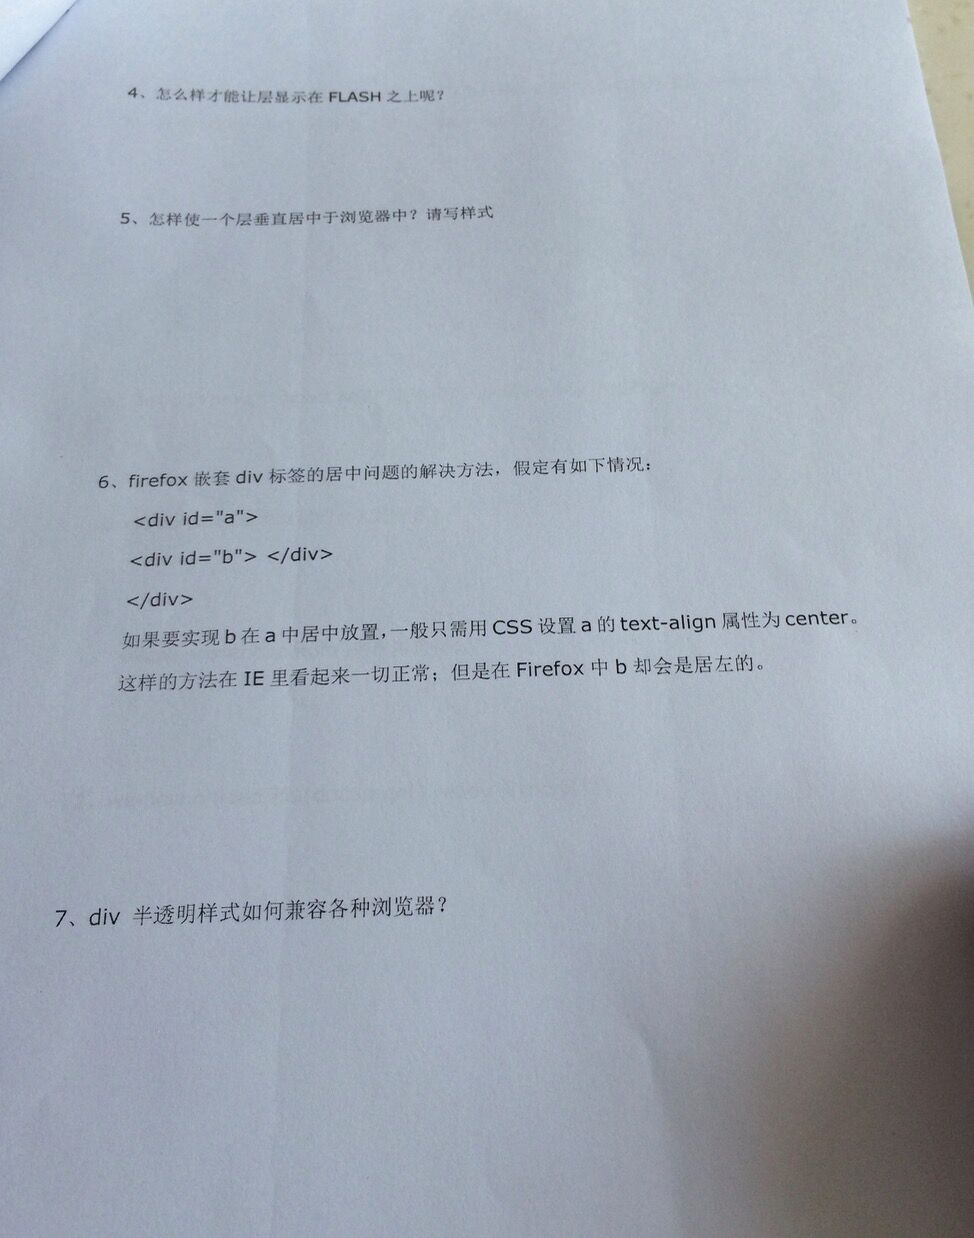 4、怎么样才能让层显示在 FLASH 之上呢？
5、怎样使一个层垂直居中于浏览器中？请写样式
6、firefox 嵌套 div 标签的居中问题的解决方法，假定有如下情况：
<div id="a">
<div id="b"> </div>
</div>
如果要实现 b 在 a 中居中放置，一般只需用 CSS 设置 a 的 text-align 属性为 center。
这样的方法在 IE 里看起来一切正常；但是在 Firefox 中 b 却会是居左的。
7、div 半透明样式如何兼容各种浏览器？